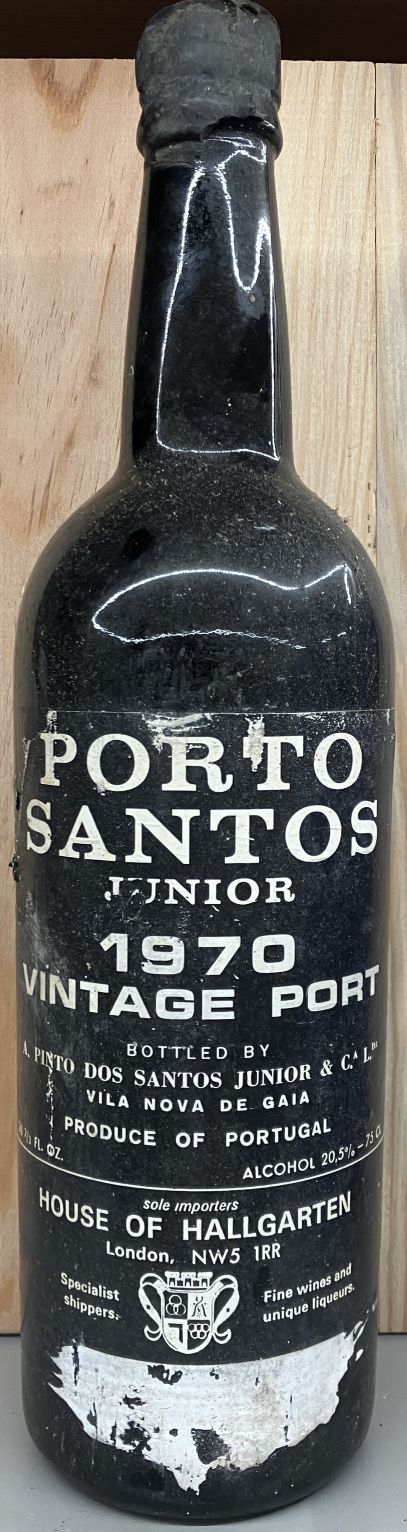 PORTO
SANTOS
JUNIOR
1970
VINTAGE PORT
BOTTLED BY
A. PINTO DOS SANTOS JUNIOR & C.ª L.DA
VILA NOVA DE GAIA
PRODUCE OF PORTUGAL
FL. OZ.
ALCOHOL 20,5% - 75 CL.
sole importers
HOUSE OF HALLGARTEN
London, NW5 1RR
Specialist shippers.
Fine wines and unique liqueurs.